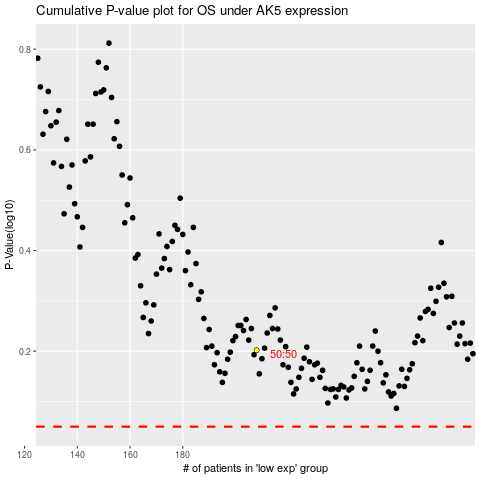 Cumulative P-value plot for OS under AK5 expression
P-Value(log10)
0.8
0.6
0.4
0.2
50:50
120 140 160 180
# of patients in 'low exp' group